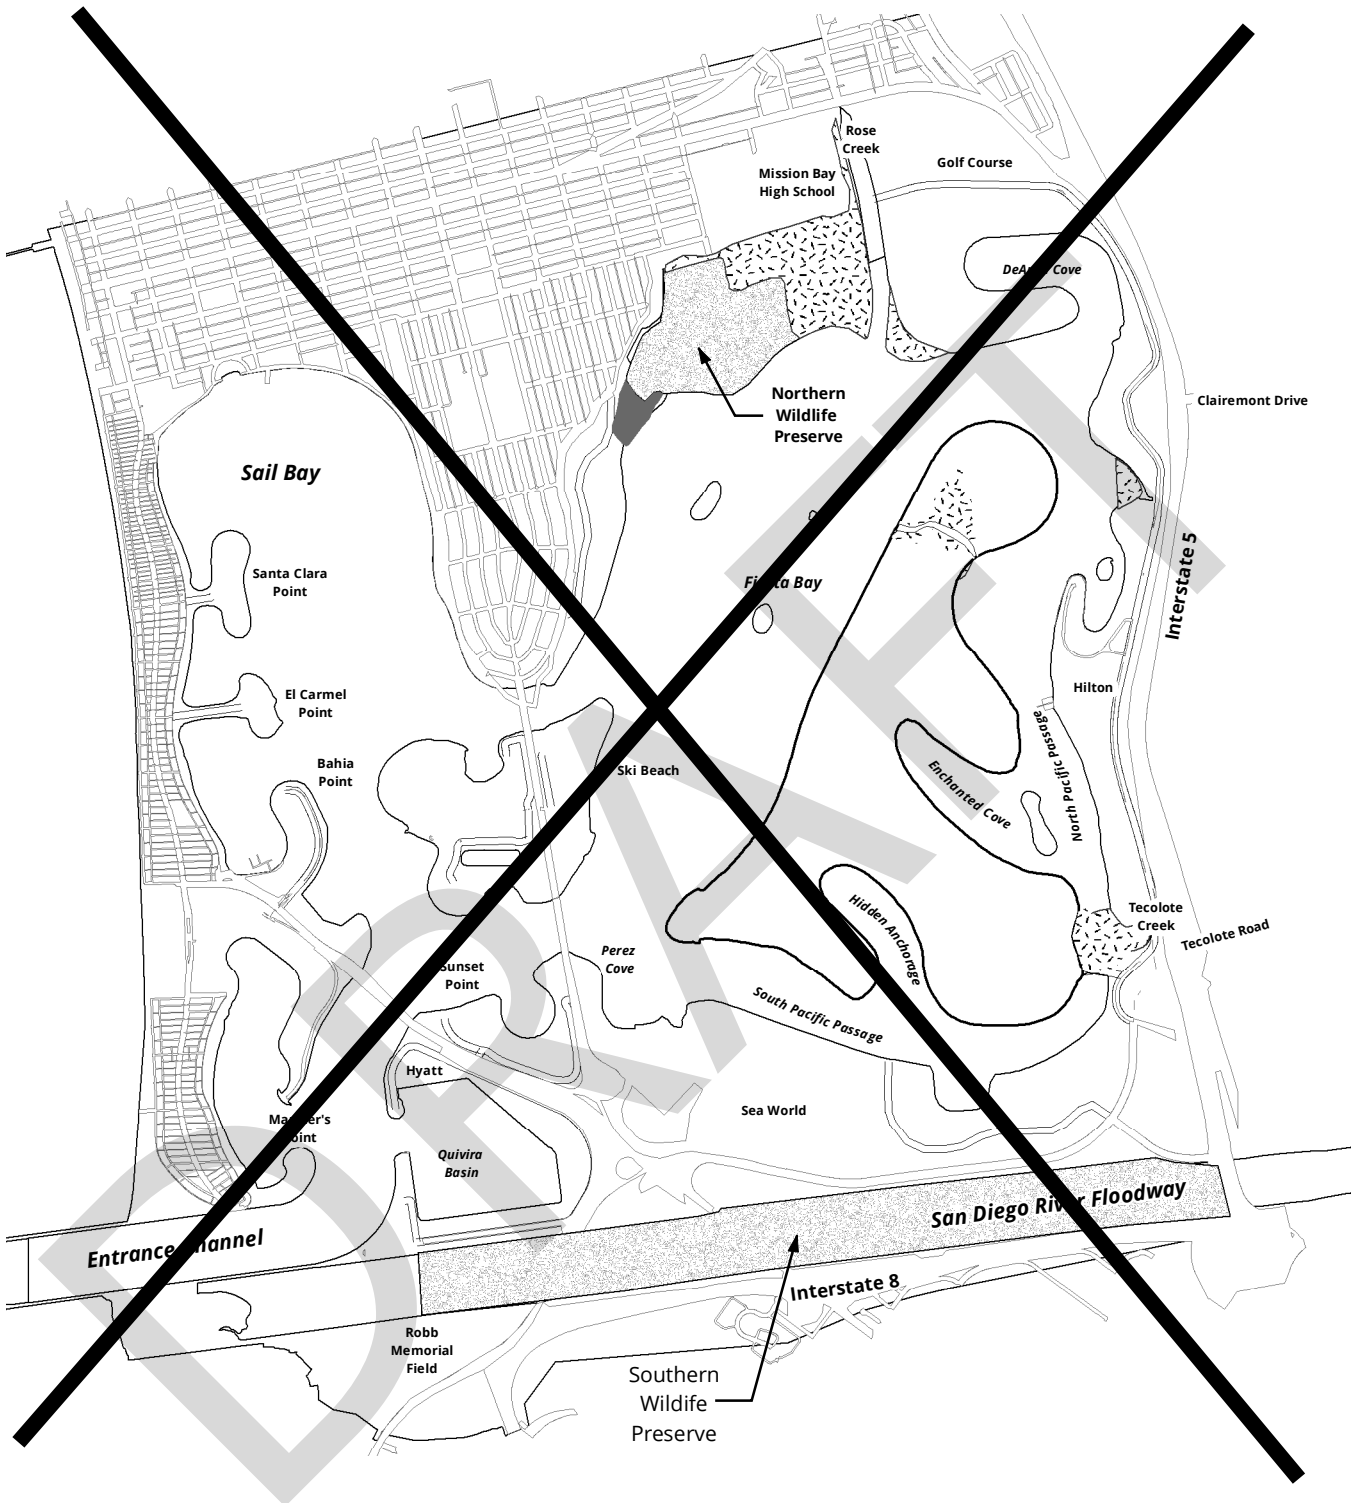 Rose
Creek
Golf Course
Mission Bay
High School
Cove
Northern
Wildlife
Preserve
Clairemont Drive
Sail Bay
Interstate 5
Santa Clara
Point
Bay
Hilton
El Carmel
Point
North Pacific Passage
Bahia
Point
Ski Beach
Enchanted Cove
Hidden Anchorage
Tecolote
Creek
Tecolote Road
Perez
Cove
Sunset
Point
South Pacific Passage
Hyatt
Sea World
Point
Quivira
Basin
San Diego River Floodway
Entrance Channel
Interstate 8
Robb
Memorial
Field
Southern
Wildife
Preserve
DRAFT